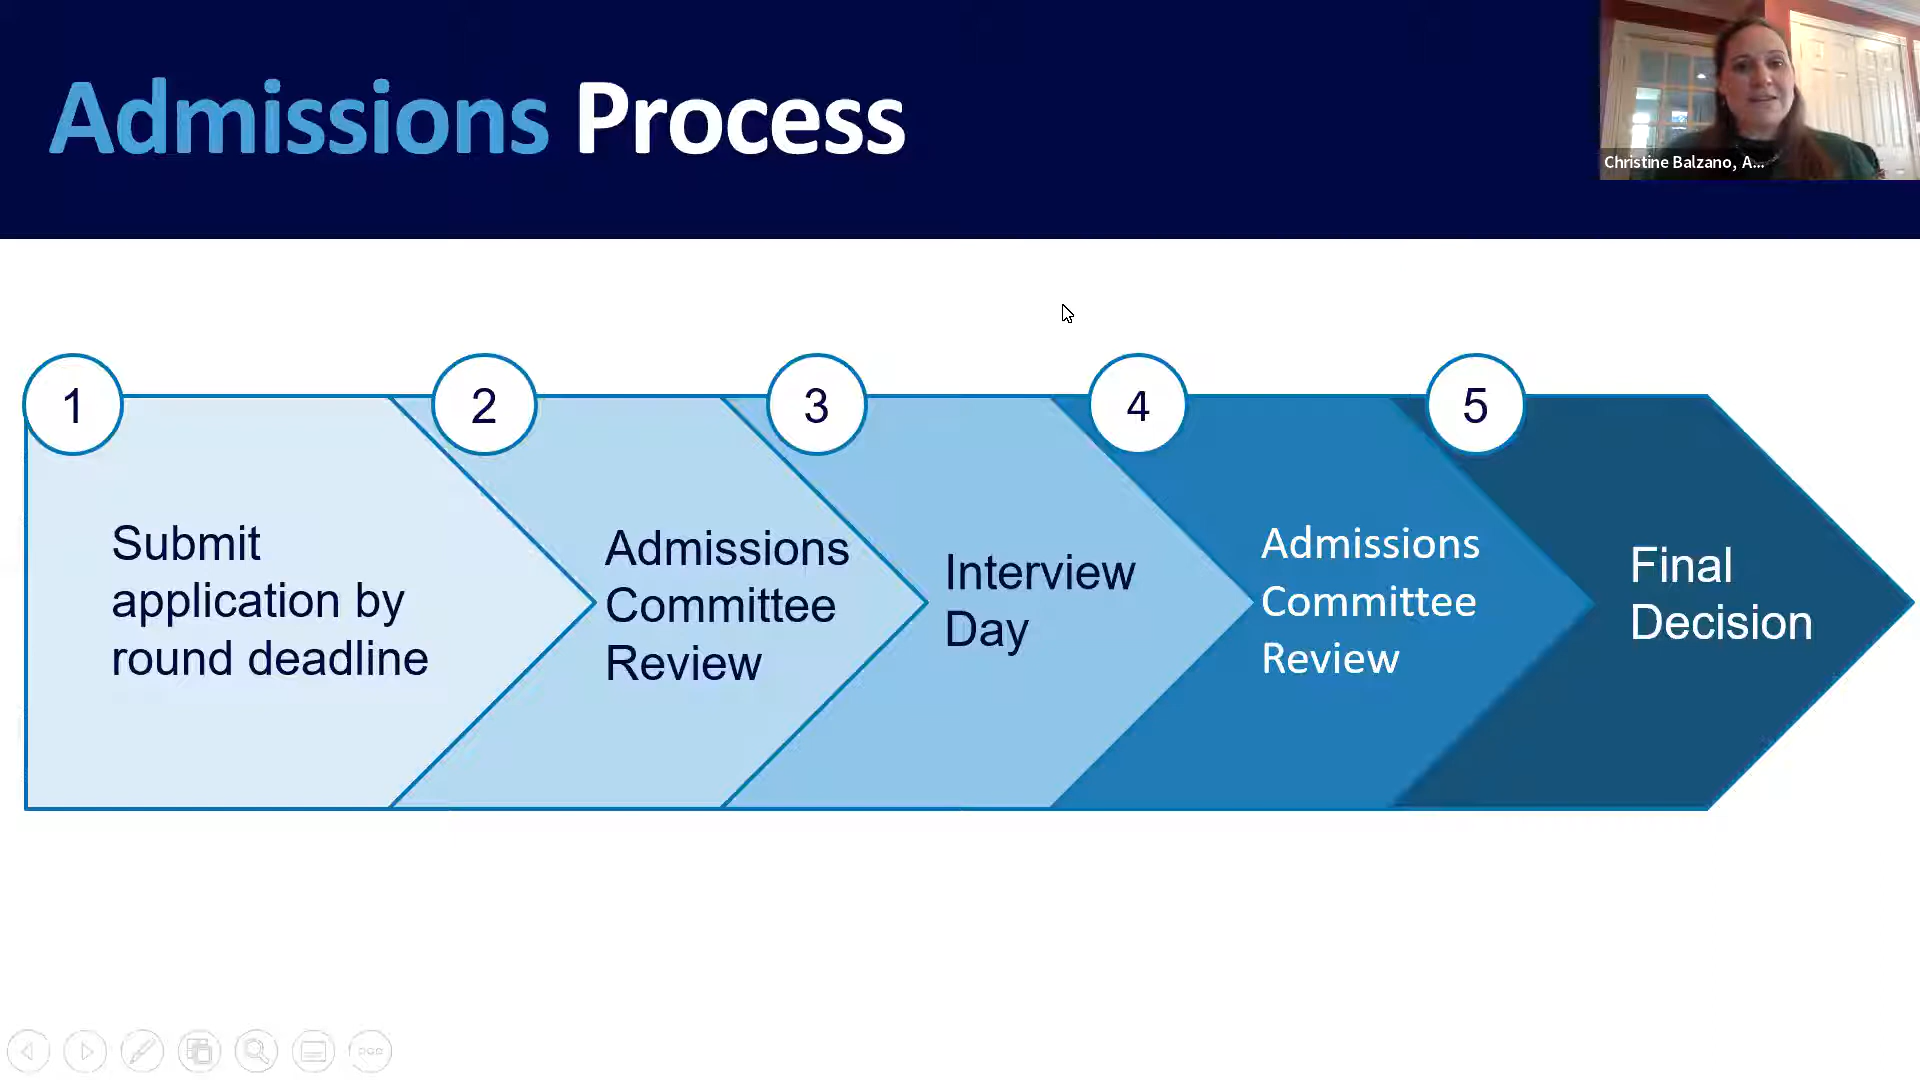 Admissions Process
Christine Balzano, A...
1
2
3
4
5
Submit
application by
round deadline
Admissions
Committee
Review
Interview
Day
Admissions
Committee
Review
Final
Decision